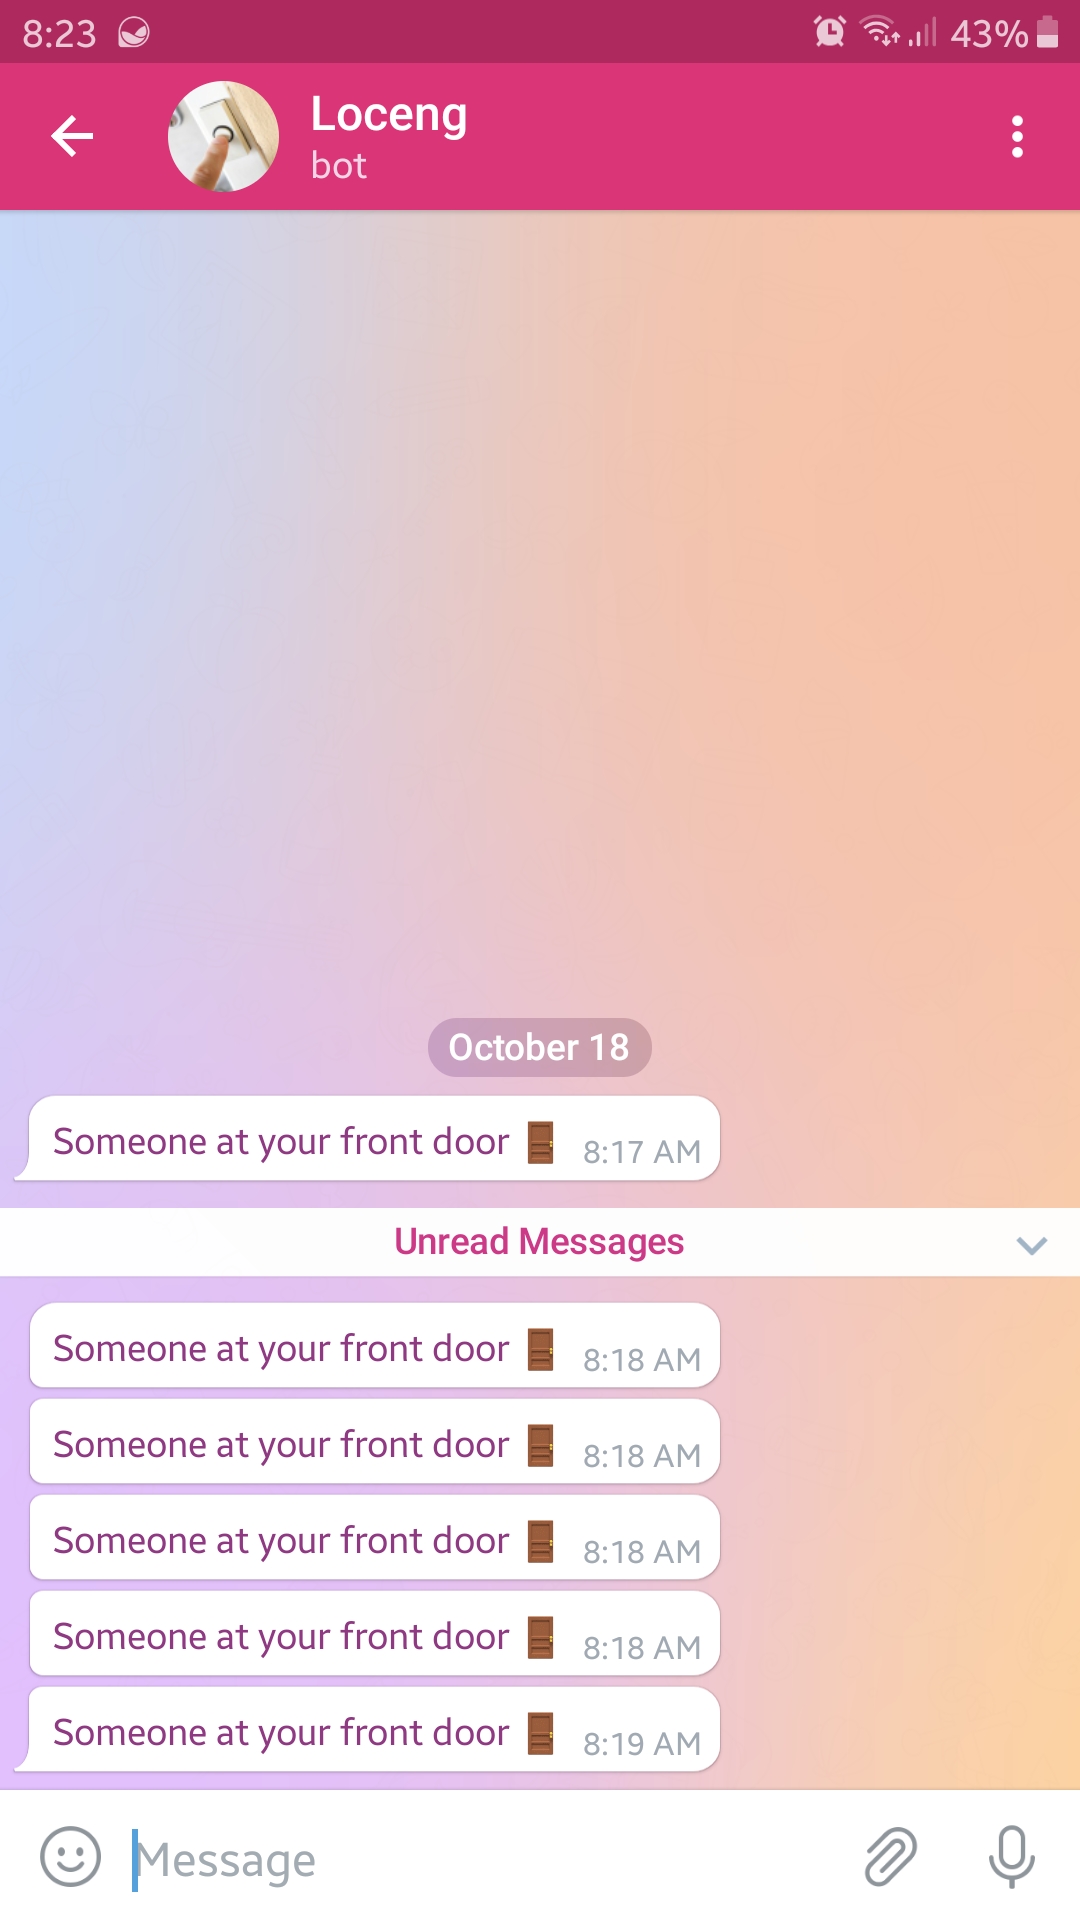 8:23 43%
Loceng
bot
October 18
Someone at your front door 🚪 8:17 AM
Unread Messages
Someone at your front door 🚪 8:18 AM
Someone at your front door 🚪 8:18 AM
Someone at your front door 🚪 8:18 AM
Someone at your front door 🚪 8:18 AM
Someone at your front door 🚪 8:19 AM
Message